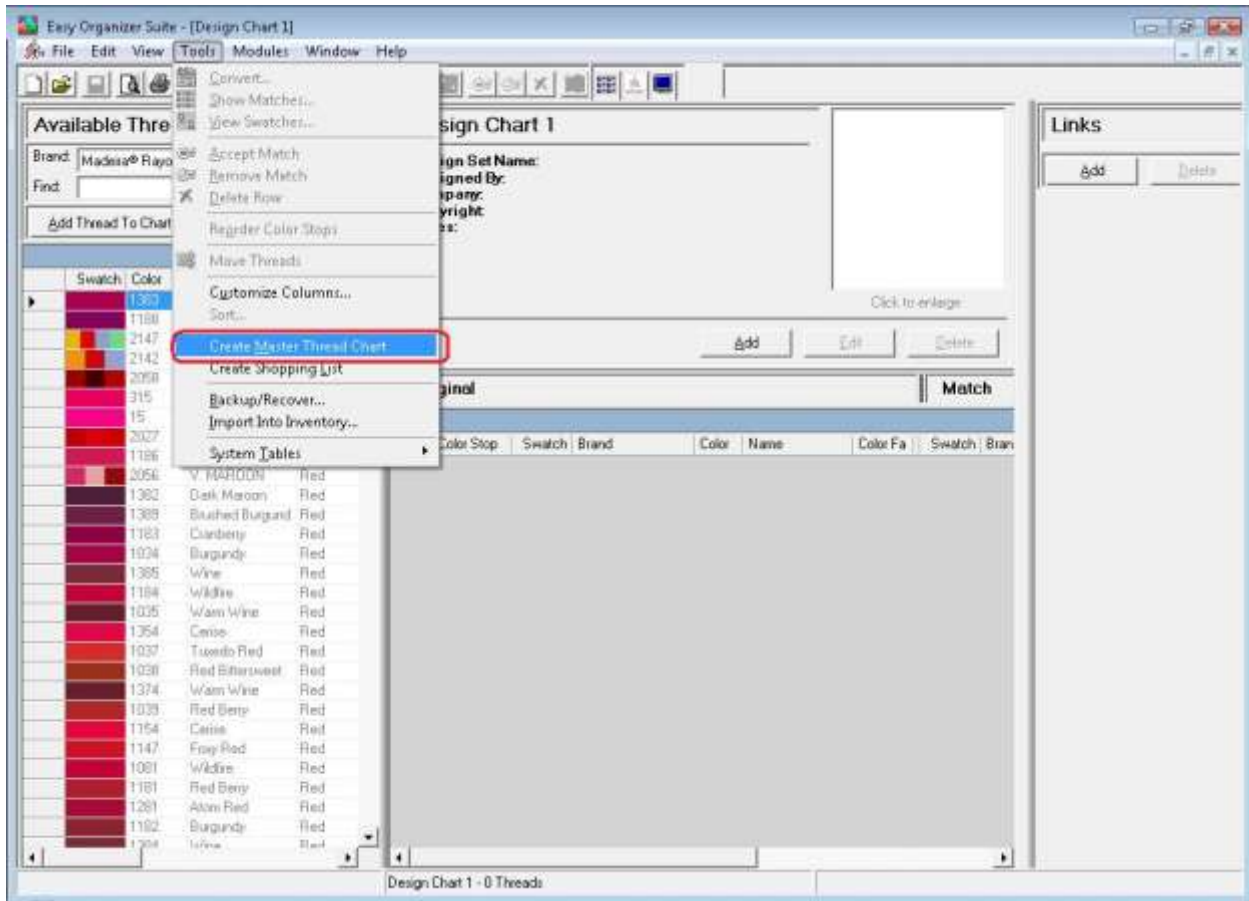 Easy Organizer Suite - [Design Chart 1]
File Edit View Tools Modules Window Help
Convert...
Show Matches...
View Swatches...
Accept Match
Remove Match
Delete Row
Reorder Color Stops
Move Threads
Customize Columns...
Sort...
Create Master Thread Chart
Create Shopping List
Backup/Recover...
Import Into Inventory...
System Tables
Available Thre
Brand: Madeira® Rayo
Find:
Add Thread To Chart
Swatch Color
1383
1188
2147
2142
2058
315
15
2027
1186
2056 V. MAROON Red
1382 Dark Maroon Red
1389 Brushed Burgund Red
1183 Cranberry Red
1034 Burgundy Red
1385 Wine Red
1184 Wildfire Red
1035 Warm Wine Red
1354 Cerise Red
1037 Tuxedo Red Red
1038 Red Bittersweet Red
1374 Warm Wine Red
1039 Red Berry Red
1154 Cerise Red
1147 Foxy Red Red
1081 Wildfire Red
1181 Red Berry Red
1281 Atom Red Red
1182 Burgundy Red
Wine Red
sign Chart 1
ign Set Name:
igned By:
mpany:
yright:
es:
Click to enlarge
Add Edit Delete
ginal Match
Color Stop Swatch Brand Color Name Color Fa Swatch Bran
Links
Add Delete
Design Chart 1 - 0 Threads